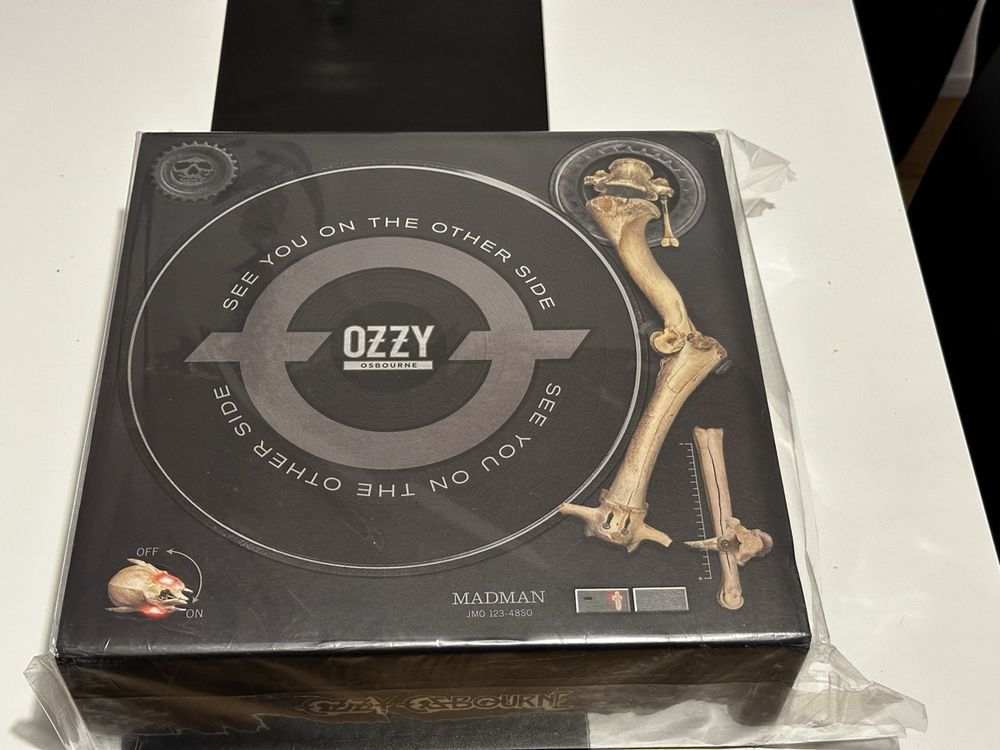 SEE YOU ON THE OTHER SIDE
OZZY
OSBOURNE
SEE YOU ON THE OTHER SIDE
OFF
ON
MADMAN
JMO 123-48SO
OZZY OSBOURNE